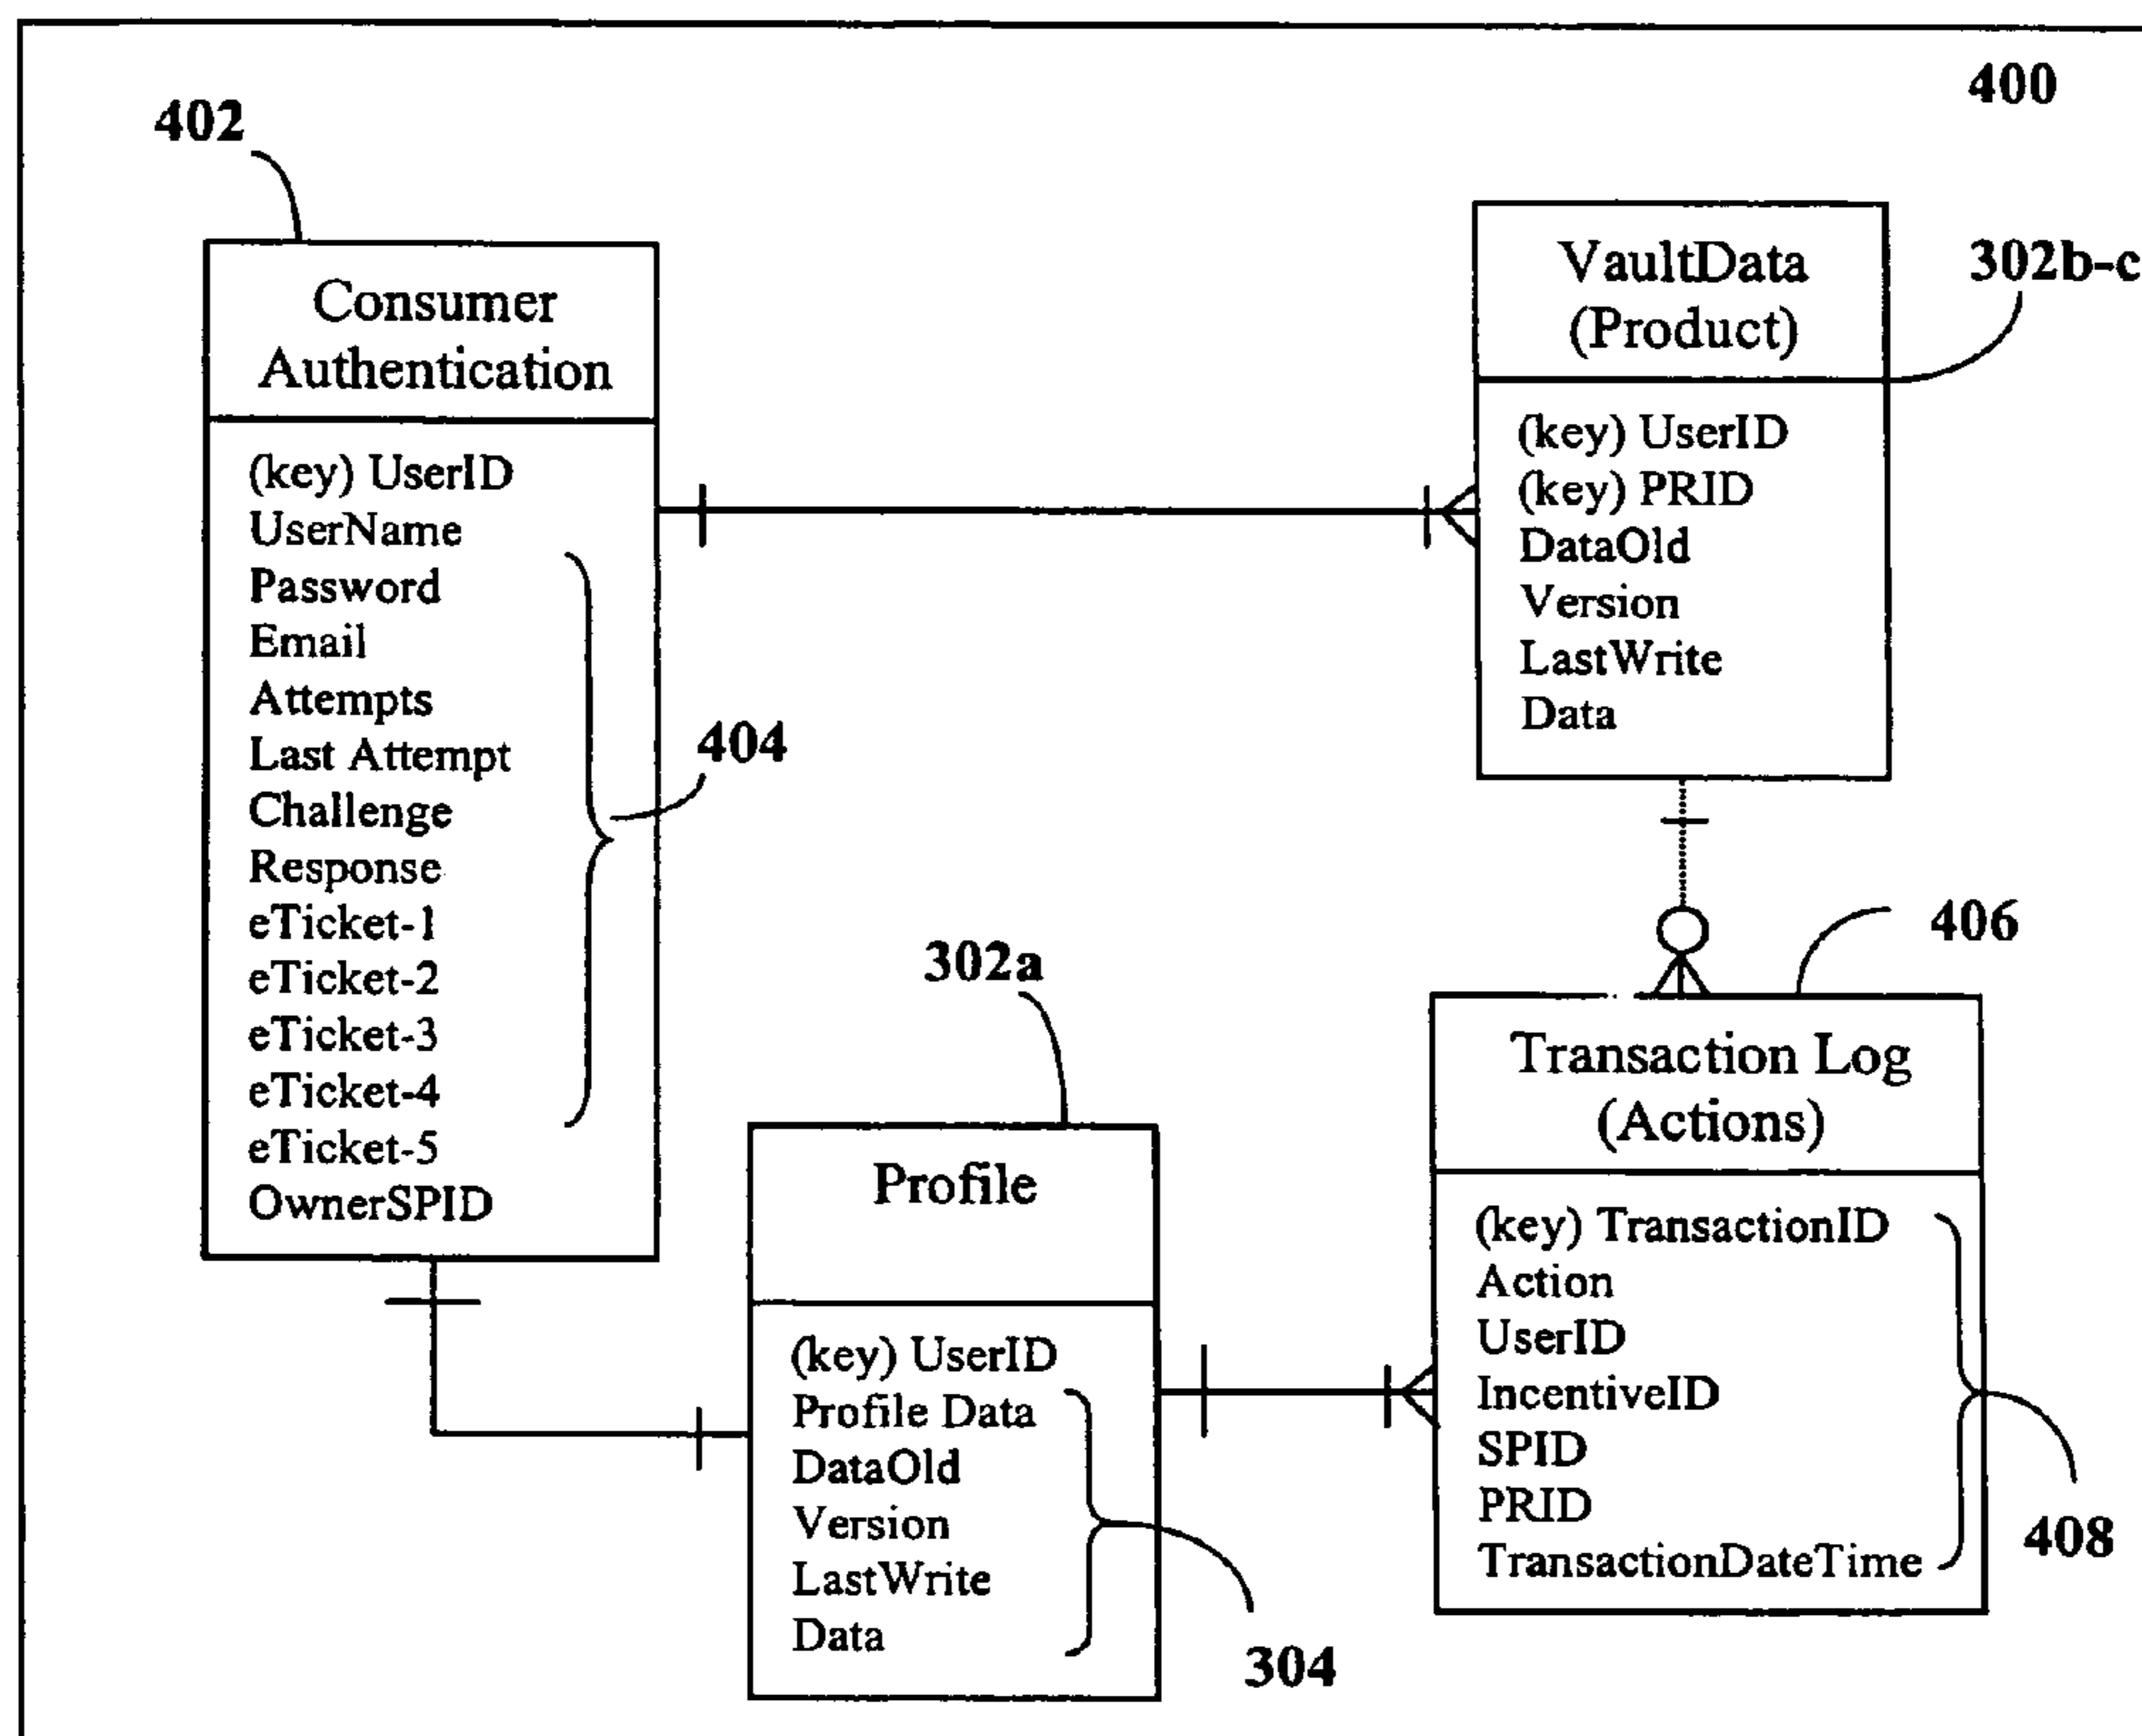 400
402
Consumer
Authentication
(key) UserID
UserName
Password
Email
Attempts
Last Attempt
Challenge
Response
eTicket-1
eTicket-2
eTicket-3
eTicket-4
eTicket-5
OwnerSPID
404
VaultData
(Product)
302b-c
(key) UserID
(key) PRID
DataOld
Version
LastWrite
Data
302a
Profile
(key) UserID
Profile Data
DataOld
Version
LastWrite
Data
304
406
Transaction Log
(Actions)
(key) TransactionID
Action
UserID
IncentiveID
SPID
PRID
TransactionDateTime
408